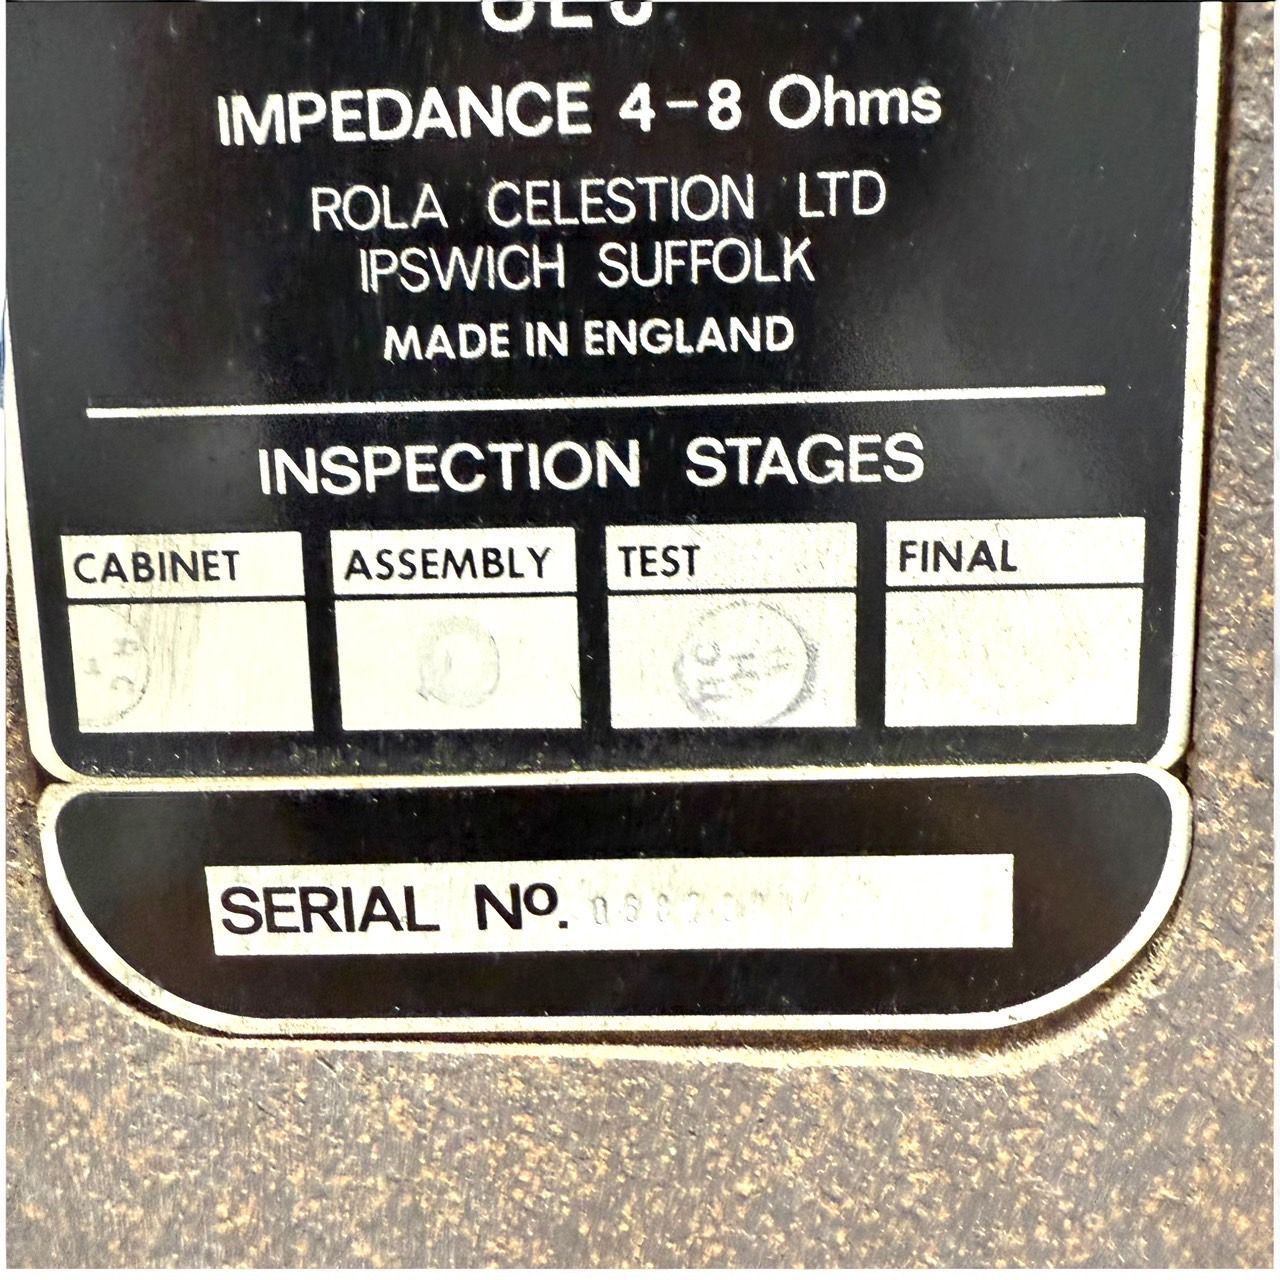 IMPEDANCE 4-8 Ohms
ROLA CELESTION LTD
IPSWICH SUFFOLK
MADE IN ENGLAND
INSPECTION STAGES
CABINET ASSEMBLY TEST FINAL
SERIAL Nº.